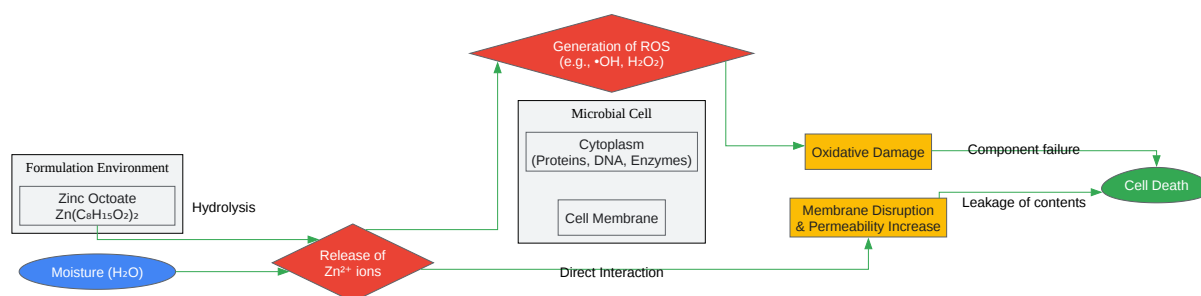 Generation of ROS
(e.g., •OH, H₂O₂)
Microbial Cell
Cytoplasm
(Proteins, DNA, Enzymes)
Cell Membrane
Formulation Environment
Zinc Octoate
Zn(C₈H₁₅O₂)₂
Hydrolysis
Moisture (H₂O)
Release of
Zn²⁺ ions
Direct Interaction
Oxidative Damage
Component failure
Membrane Disruption
& Permeability Increase
Leakage of contents
Cell Death